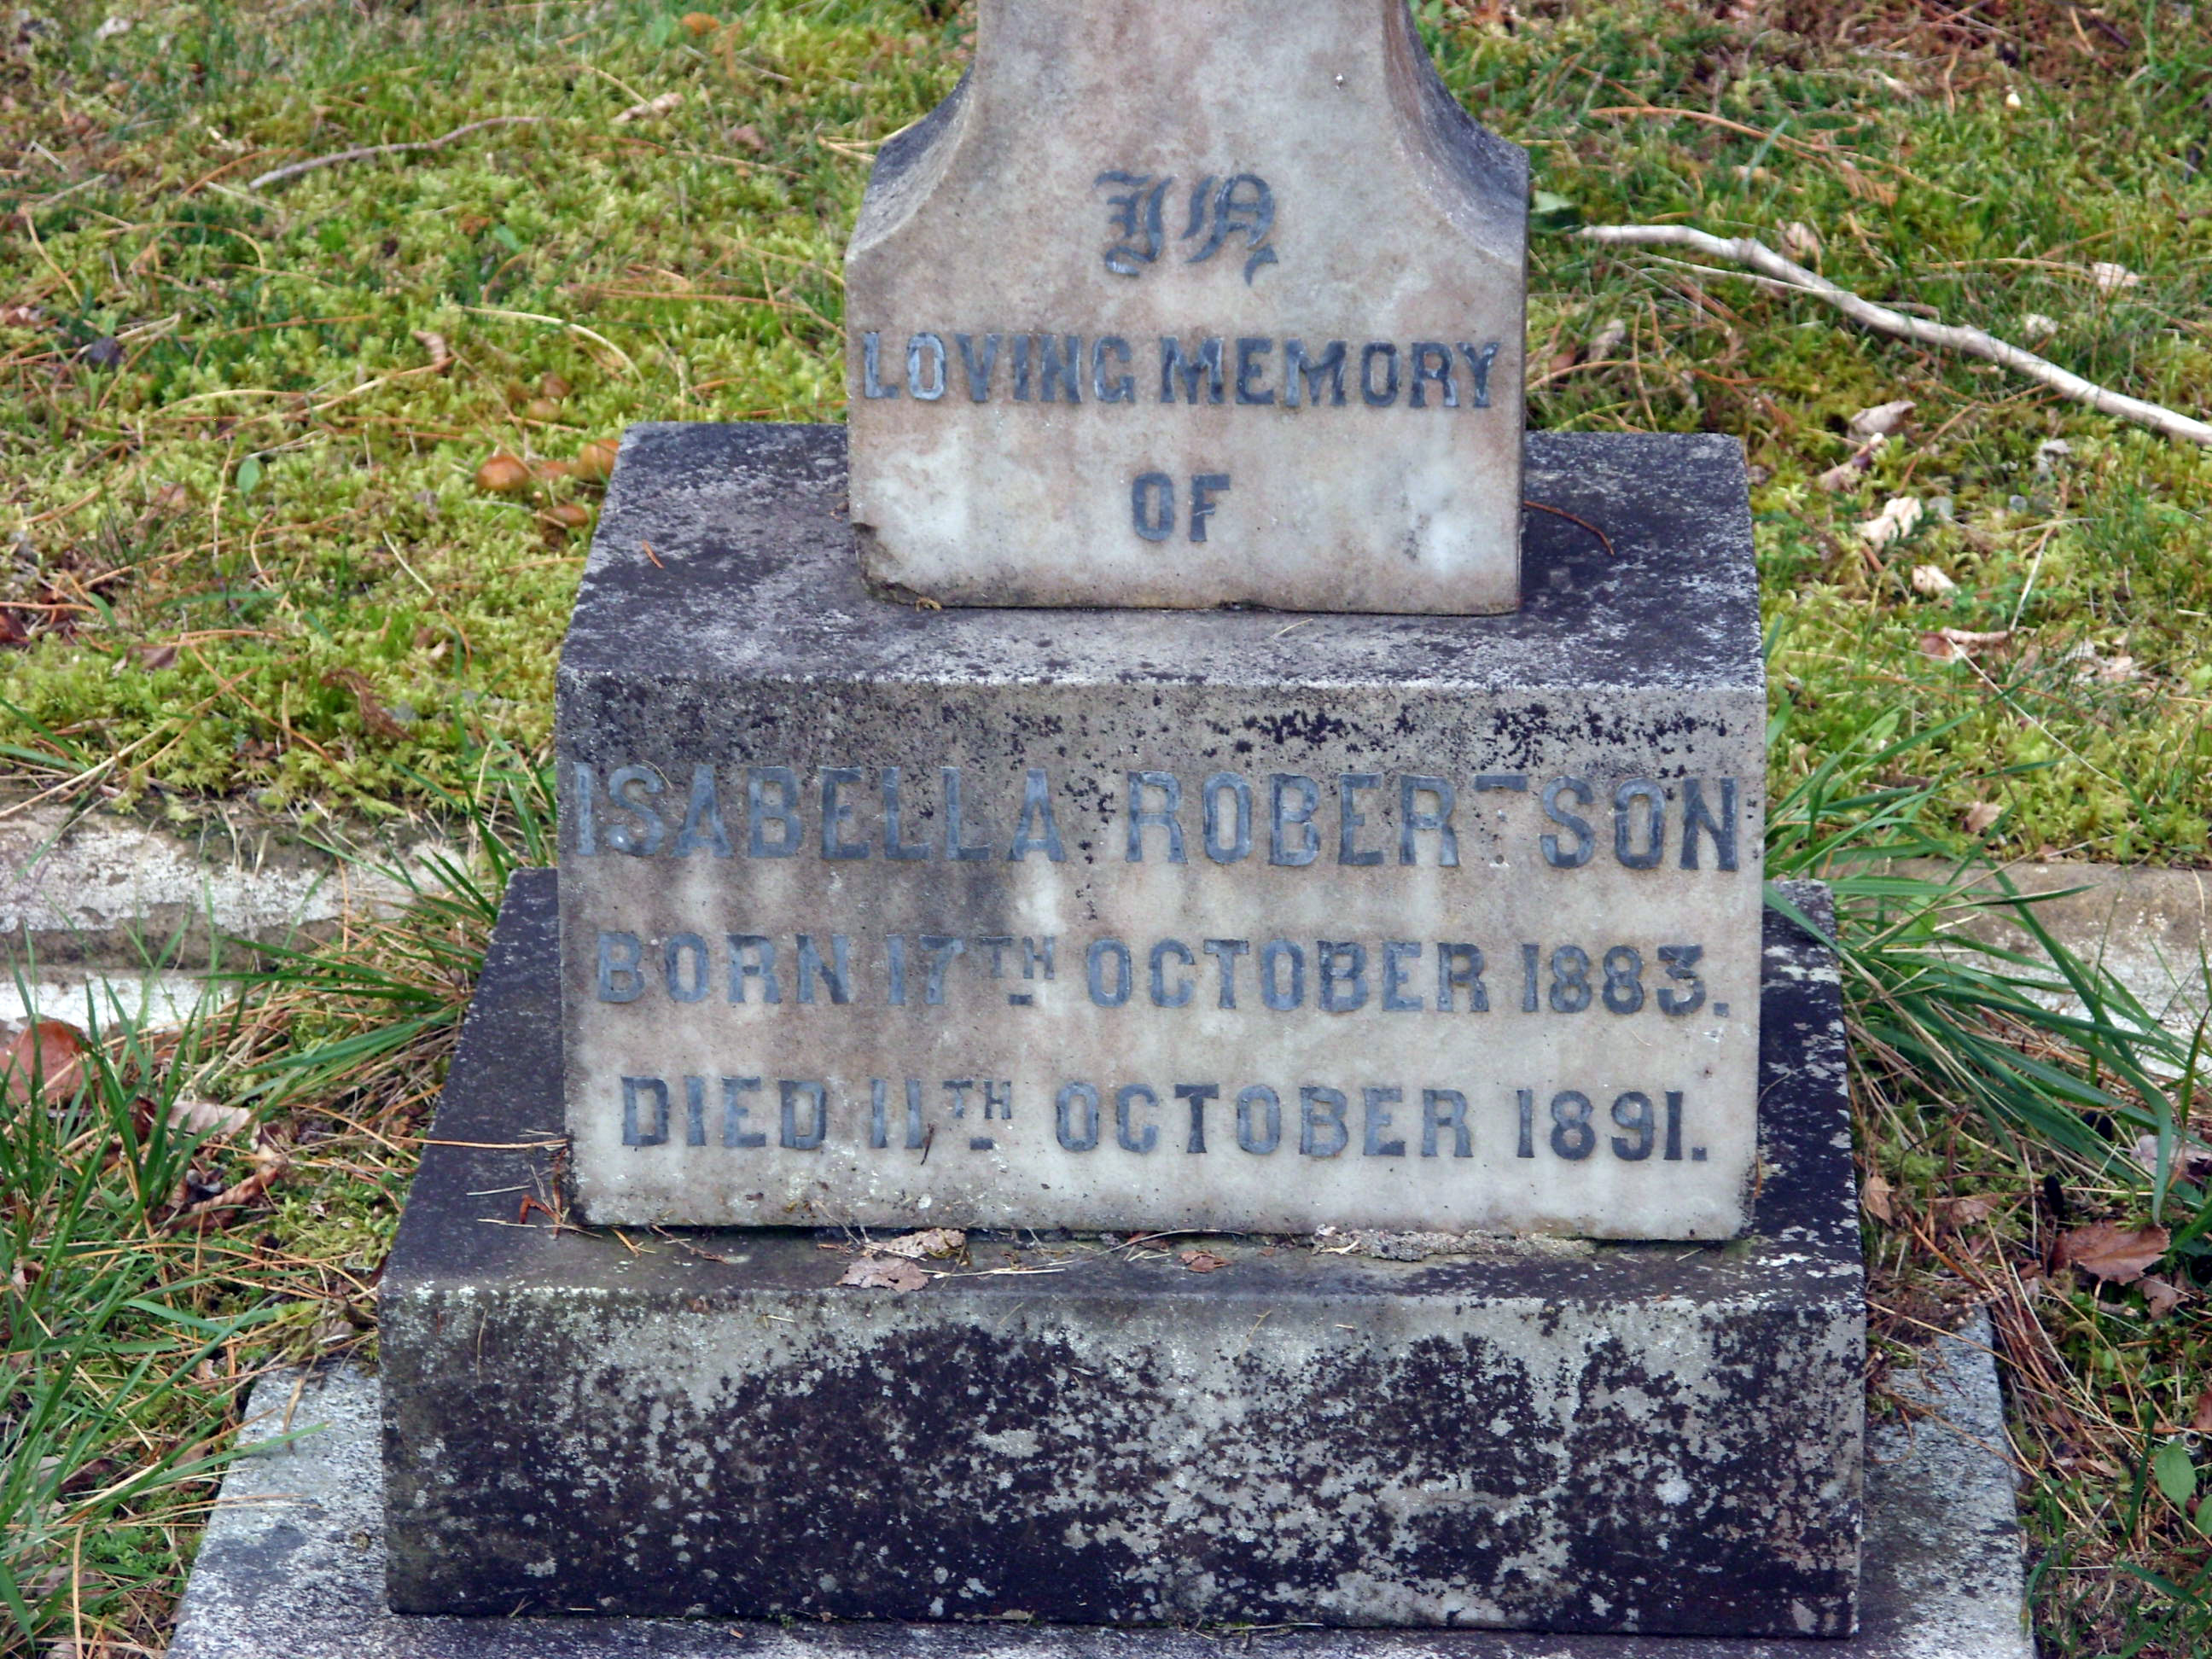 In
LOVING MEMORY
OF
ISABELLA ROBERTSON
BORN 17TH OCTOBER 1883.
DIED 11TH OCTOBER 1891.